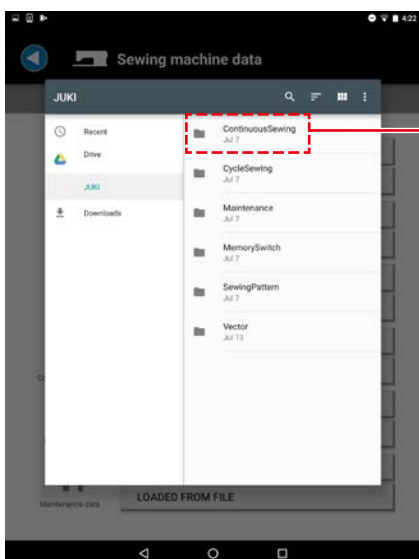 4:22
Sewing machine data
JUKI
Recent
Drive
JUKI
Downloads
ContinuousSewing
Jul 7
CycleSewing
Jul 7
Maintenance
Jul 7
MemorySwitch
Jul 7
SewingPattern
Jul 7
Vector
Jul 13
Maintenance data
LOADED FROM FILE